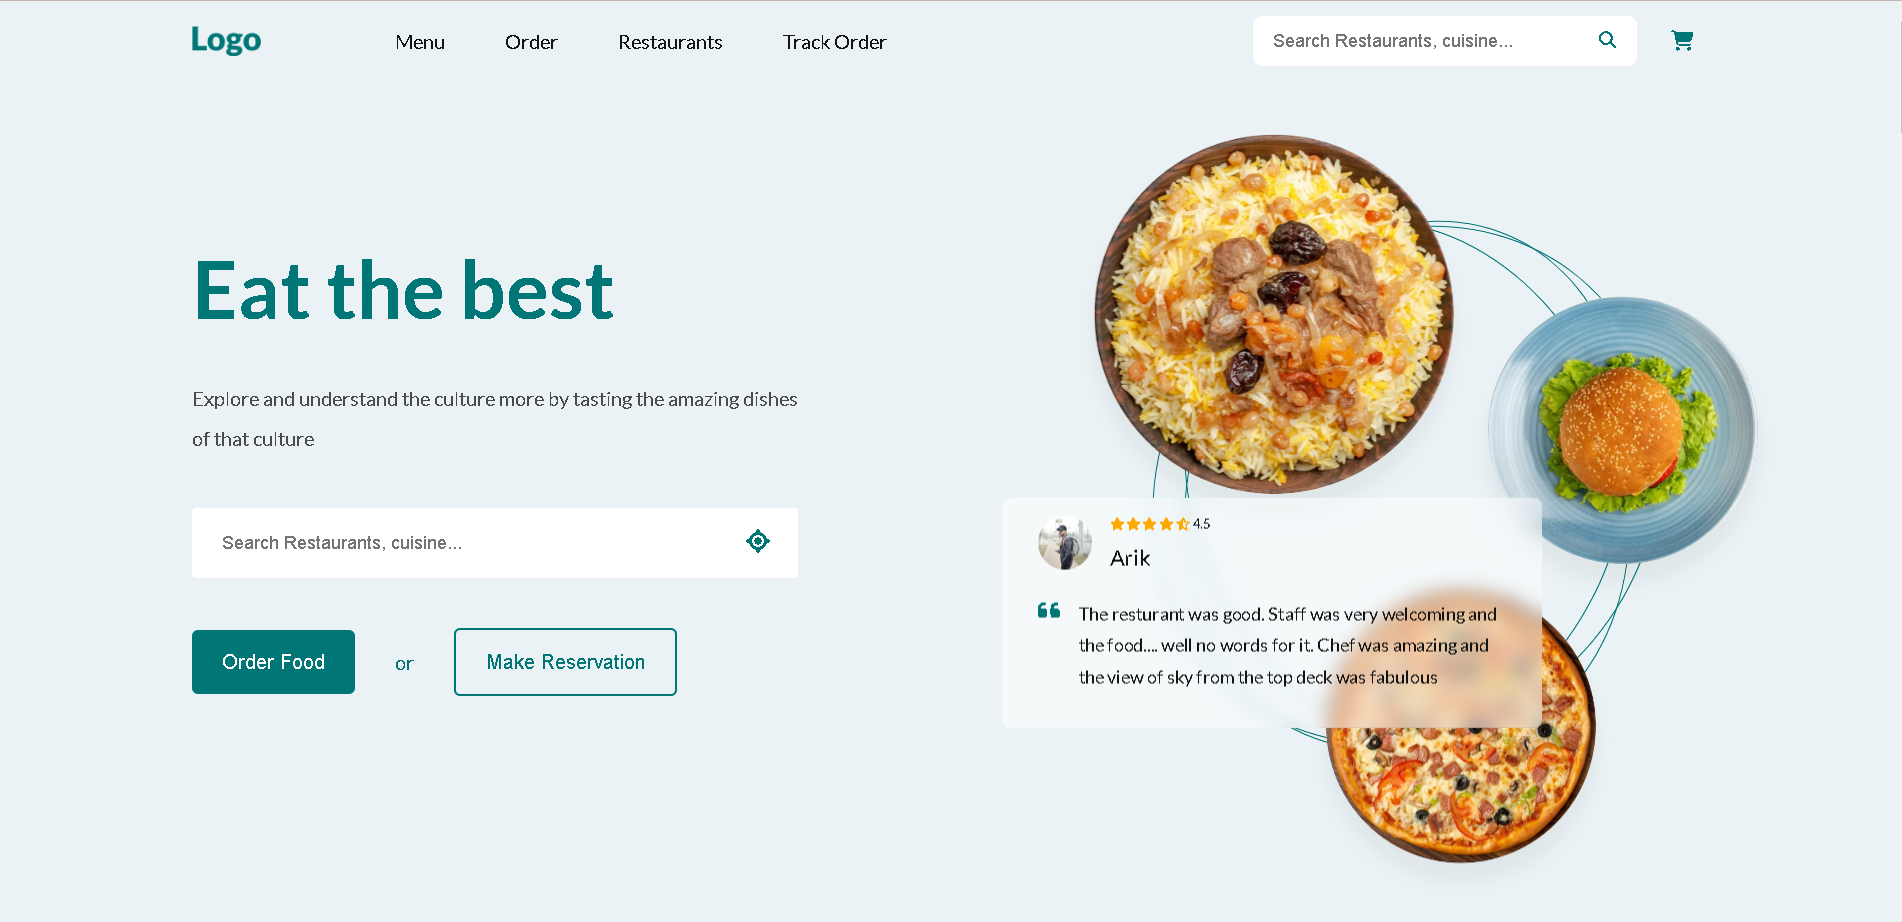 Logo
Menu
Order
Restaurants
Track Order
Search Restaurants, cuisine...
Eat the best
Explore and understand the culture more by tasting the amazing dishes
of that culture
Search Restaurants, cuisine...
Order Food
or
Make Reservation
4.5
Arik
The resturant was good. Staff was very welcoming and
the food.... well no words for it. Chef was amazing and
the view of sky from the top deck was fabulous